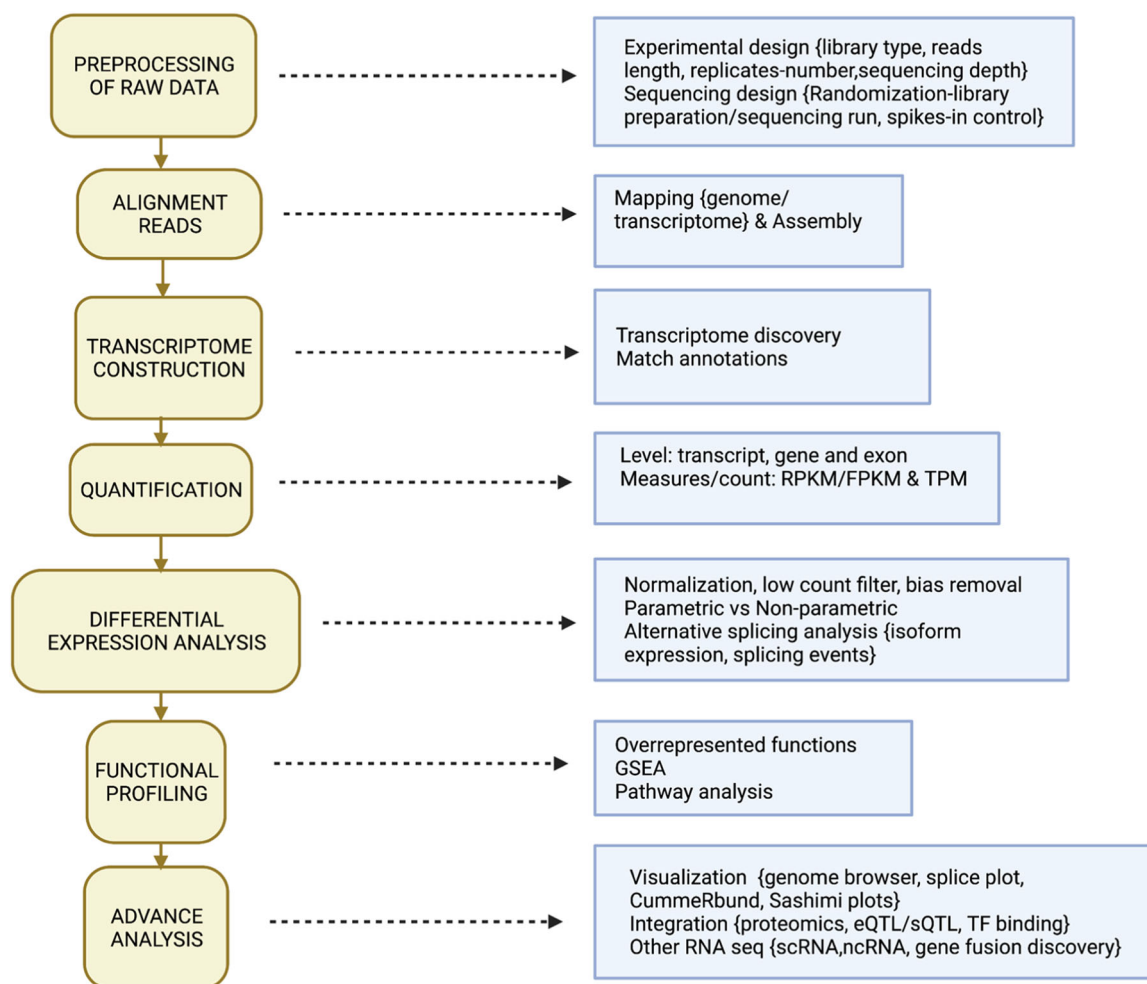 PREPROCESSING
OF RAW DATA
Experimental design {library type, reads
length, replicates-number,sequencing depth}
Sequencing design {Randomization-library
preparation/sequencing run, spikes-in control}
ALIGNMENT
READS
Mapping {genome/
transcriptome} & Assembly
TRANSCRIPTOME
CONSTRUCTION
Transcriptome discovery
Match annotations
QUANTIFICATION
Level: transcript, gene and exon
Measures/count: RPKM/FPKM & TPM
DIFFERENTIAL
EXPRESSION ANALYSIS
Normalization, low count filter, bias removal
Parametric vs Non-parametric
Alternative splicing analysis {isoform
expression, splicing events}
FUNCTIONAL
PROFILING
Overrepresented functions
GSEA
Pathway analysis
ADVANCE
ANALYSIS
Visualization {genome browser, splice plot,
CummeRbund, Sashimi plots}
Integration {proteomics, eQTL/sQTL, TF binding}
Other RNA seq {scRNA,ncRNA, gene fusion discovery}